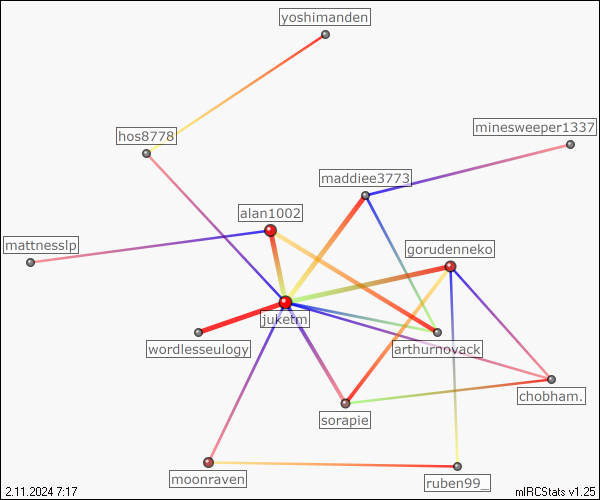 yoshimanden
minesweeper1337
hos8778
maddiee3773
alan1002
mattnesslp
gorudenneko
juketm
wordlesseulogy
arthurnovack
chobham.
sorapie
moonraven
ruben99_
2.11.2024 7:17
mIRCStats v1.25